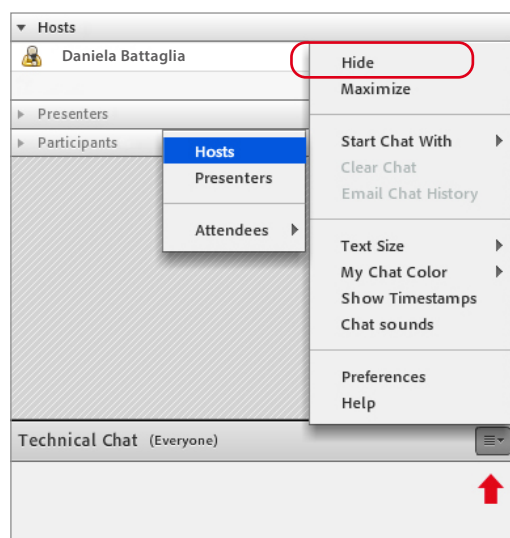 Hosts
Daniela Battaglia
Presenters
Participants
Hosts
Presenters
Attendees
Hide
Maximize
Start Chat With
Clear Chat
Email Chat History
Text Size
My Chat Color
Show Timestamps
Chat sounds
Preferences
Help
Technical Chat (Everyone)